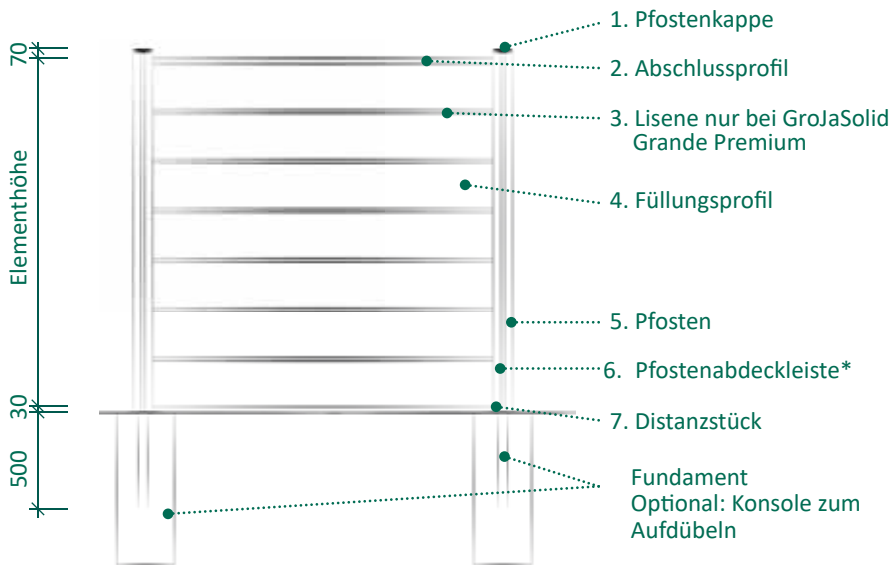 1. Pfostenkappe
2. Abschlussprofil
3. Lisene nur bei GroJaSolid
Grande Premium
4. Füllungsprofil
5. Pfosten
6. Pfostenabdeckleiste*
7. Distanzstück
Fundament
Optional: Konsole zum
Aufdübeln
70
Elementhöhe
30
500